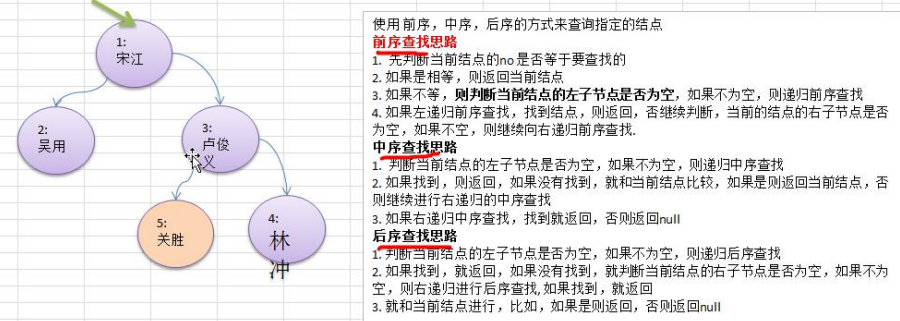 1:
宋江
2:
吴用
3:
卢俊
义
5:
关胜
4:
林
冲
使用前序，中序，后序的方式来查询指定的结点
前序查找思路
1. 先判断当前结点的no是否等于要查找的
2. 如果是相等，则返回当前结点
3. 如果不等，则判断当前结点的左子节点是否为空，如果不为空，则递归前序查找
4. 如果左递归前序查找，找到结点，则返回，否继续判断，当前的结点的右子节点是否
为空，如果不空，则继续向右递归前序查找.
中序查找思路
1. 判断当前结点的左子节点是否为空，如果不为空，则递归中序查找
2. 如果找到，则返回，如果没有找到，就和当前结点比较，如果是则返回当前结点，否
则继续进行右递归的中序查找
3. 如果右递归中序查找，找到就返回，否则返回null
后序查找思路
1. 判断当前结点的左子节点是否为空，如果不为空，则递归后序查找
2. 如果找到，就返回，如果没有找到，就判断当前结点的右子节点是否为空，如果不为
空，则右递归进行后序查找,如果找到，就返回
3. 就和当前结点进行，比如，如果是则返回，否则返回null